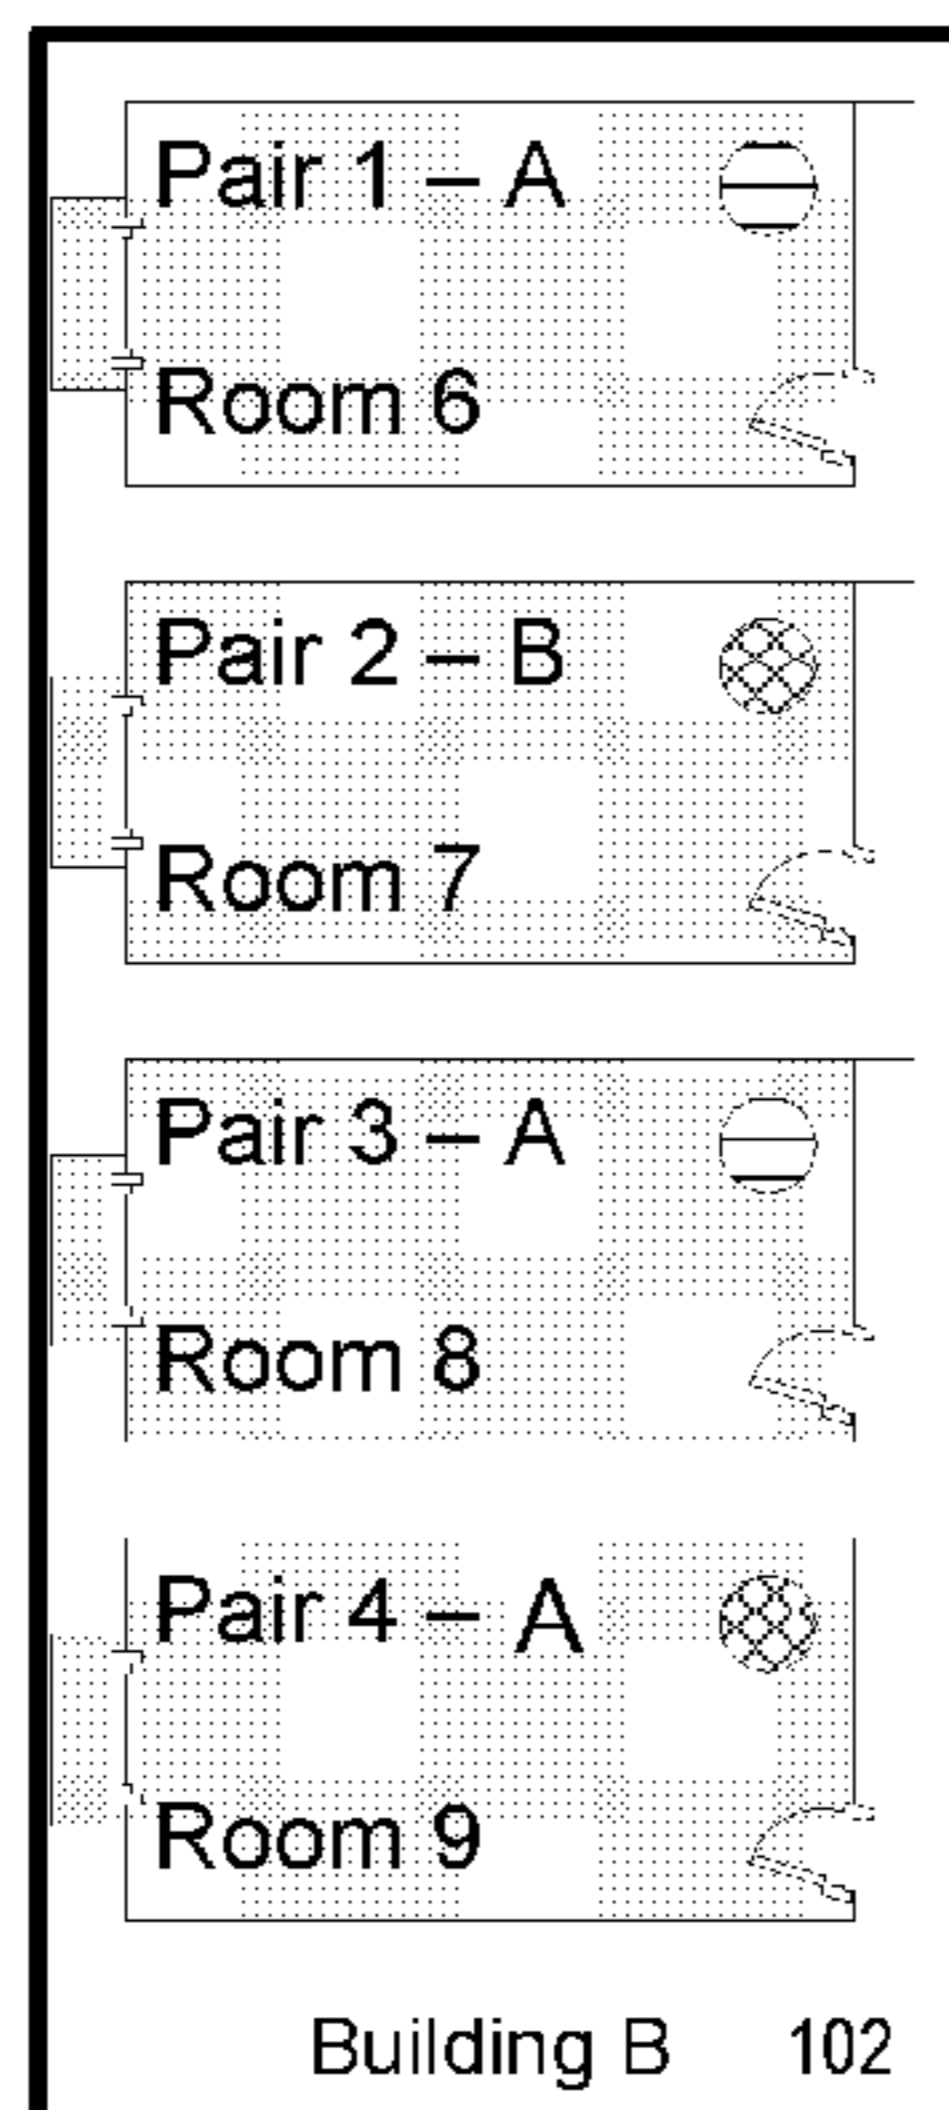 Pair 1 – A
Room 6
Pair 2 – B
Room 7
Pair 3 – A
Room 8
Pair 4 – A
Room 9
Building B 102